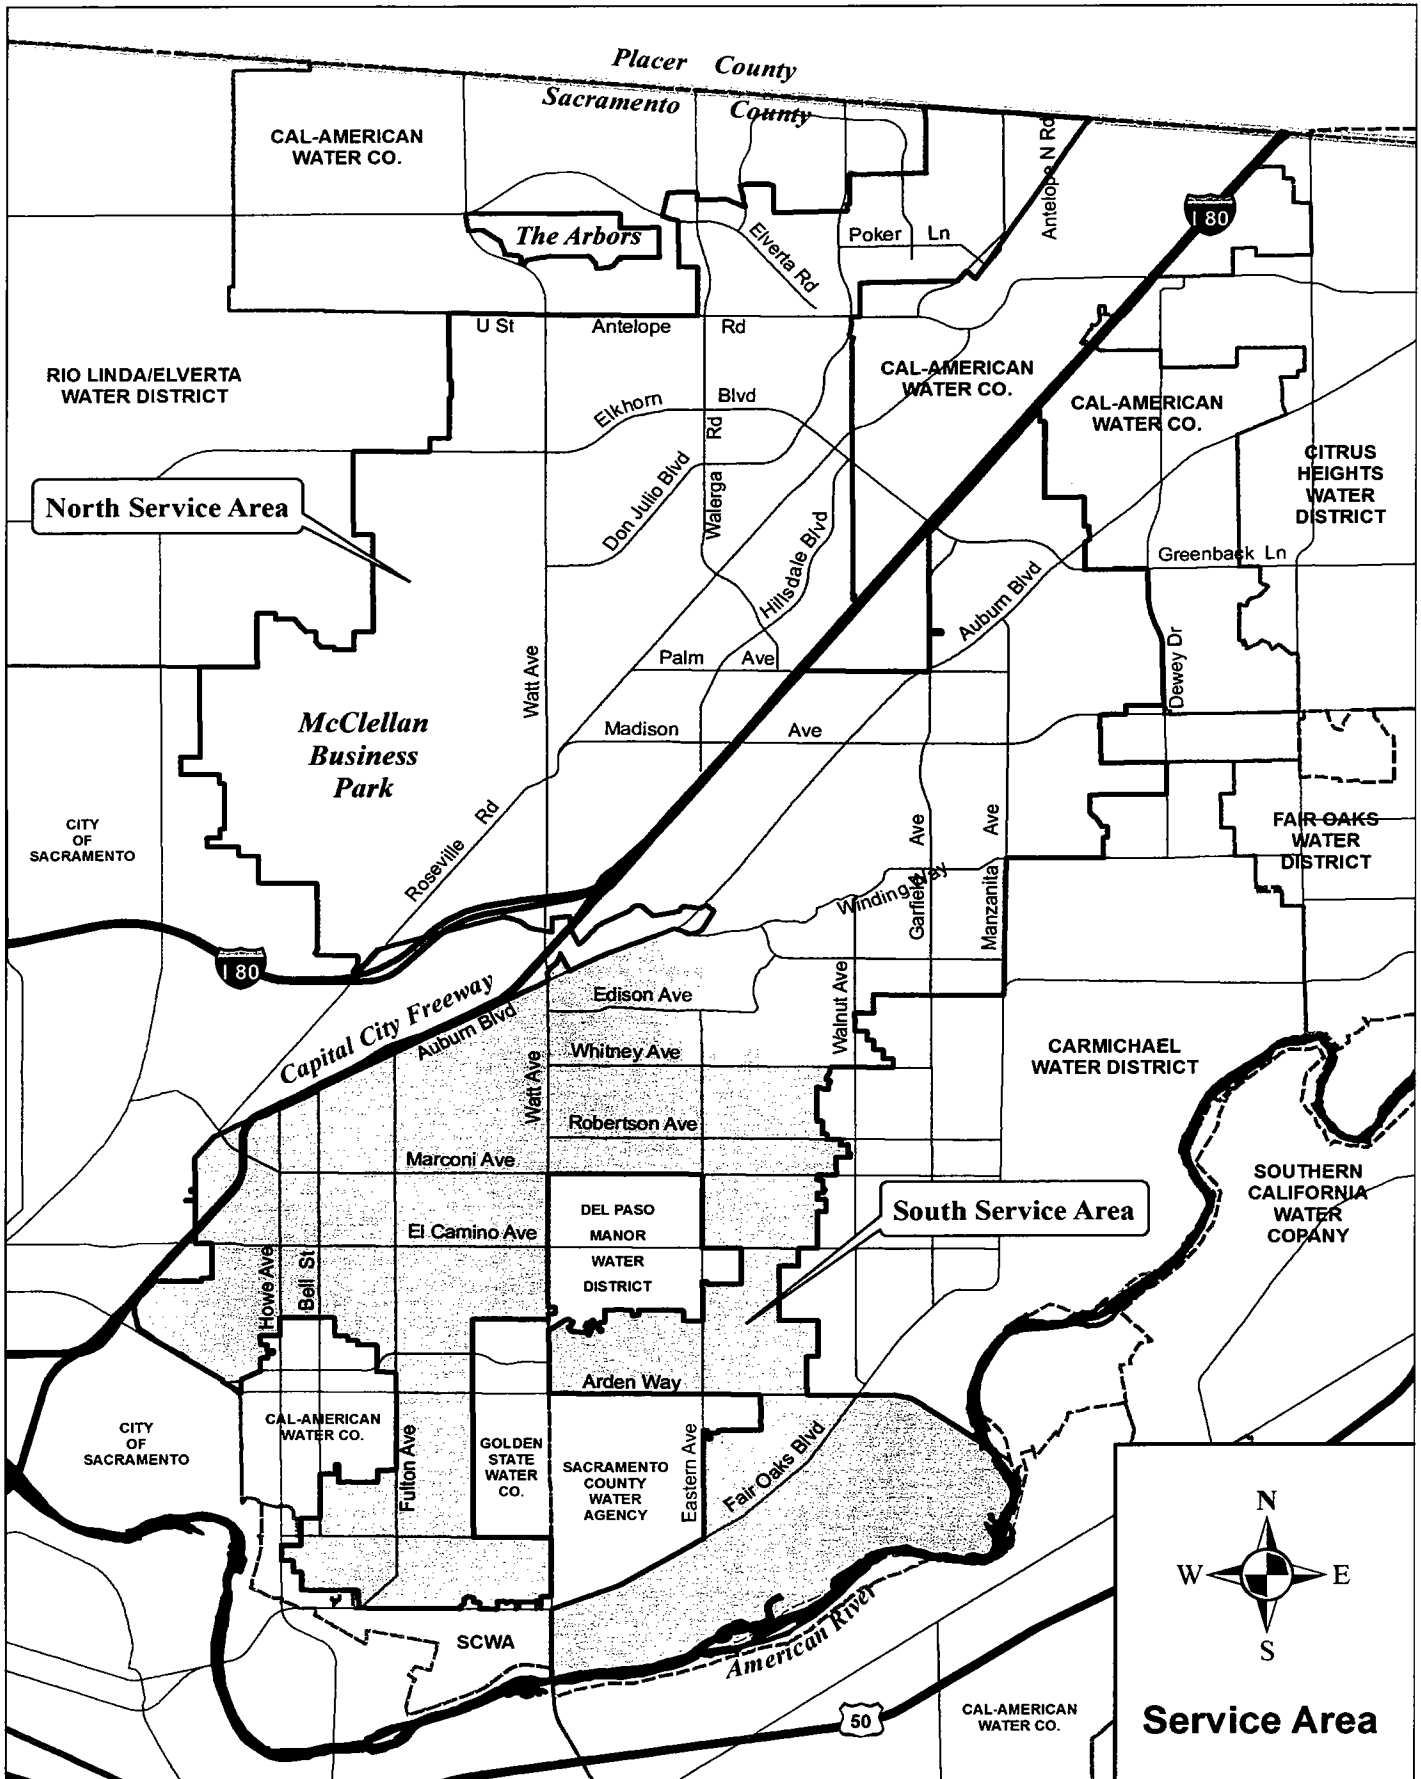 Placer County
Sacramento County
CAL-AMERICAN
WATER CO.
Antelope N Rd
I 80
The Arbors
Elverta Rd
Poker Ln
U St
Antelope Rd
RIO LINDA/ELVERTA
WATER DISTRICT
CAL-AMERICAN
WATER CO.
CAL-AMERICAN
WATER CO.
Elkhorn Blvd
Walerga Rd
Don Julio Blvd
Hillsdale Blvd
CITRUS
HEIGHTS
WATER
DISTRICT
North Service Area
Greenback Ln
Auburn Blvd
Dewey Dr
Palm Ave
Watt Ave
McClellan
Business
Park
Madison Ave
Roseville Rd
CITY
OF
SACRAMENTO
Garfield Ave
Manzanita Ave
FAIR OAKS
WATER
DISTRICT
Winding Way
I 80
Capital City Freeway
Auburn Blvd
Edison Ave
Walnut Ave
Whitney Ave
Watt Ave
CARMICHAEL
WATER DISTRICT
Robertson Ave
Marconi Ave
SOUTHERN
CALIFORNIA
WATER
COPANY
DEL PASO
MANOR
WATER
DISTRICT
South Service Area
El Camino Ave
Howe Ave
Bell St
Arden Way
CITY
OF
SACRAMENTO
CAL-AMERICAN
WATER CO.
Fulton Ave
GOLDEN
STATE
WATER
CO.
SACRAMENTO
COUNTY
WATER
AGENCY
Eastern Ave
Fair Oaks Blvd
N
W E
S
SCWA
American River
50
CAL-AMERICAN
WATER CO.
Service Area